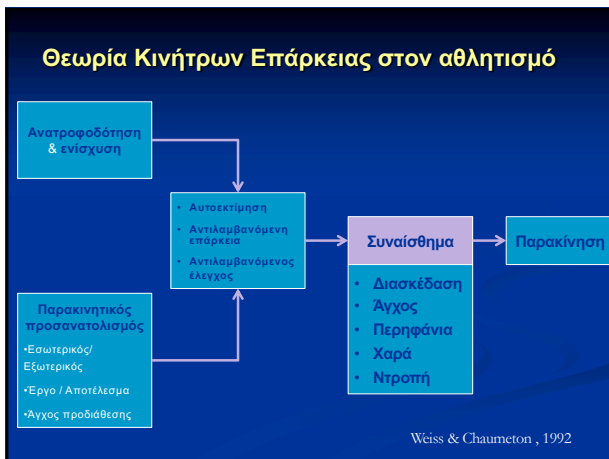 Θεωρία Κινήτρων Επάρκειας στον αθλητισμό
Ανατροφοδότηση
& ενίσχυση
• Αυτοεκτίμηση
• Αντιλαμβανόμενη
επάρκεια
• Αντιλαμβανόμενος
έλεγχος
Συναίσθημα
• Διασκέδαση
• Άγχος
• Περηφάνια
• Χαρά
• Ντροπή
Παρακίνηση
Παρακινητικός
προσανατολισμός
•Εσωτερικός/
Εξωτερικός
•Έργο / Αποτέλεσμα
•Άγχος προδιάθεσης
Weiss & Chaumeton , 1992